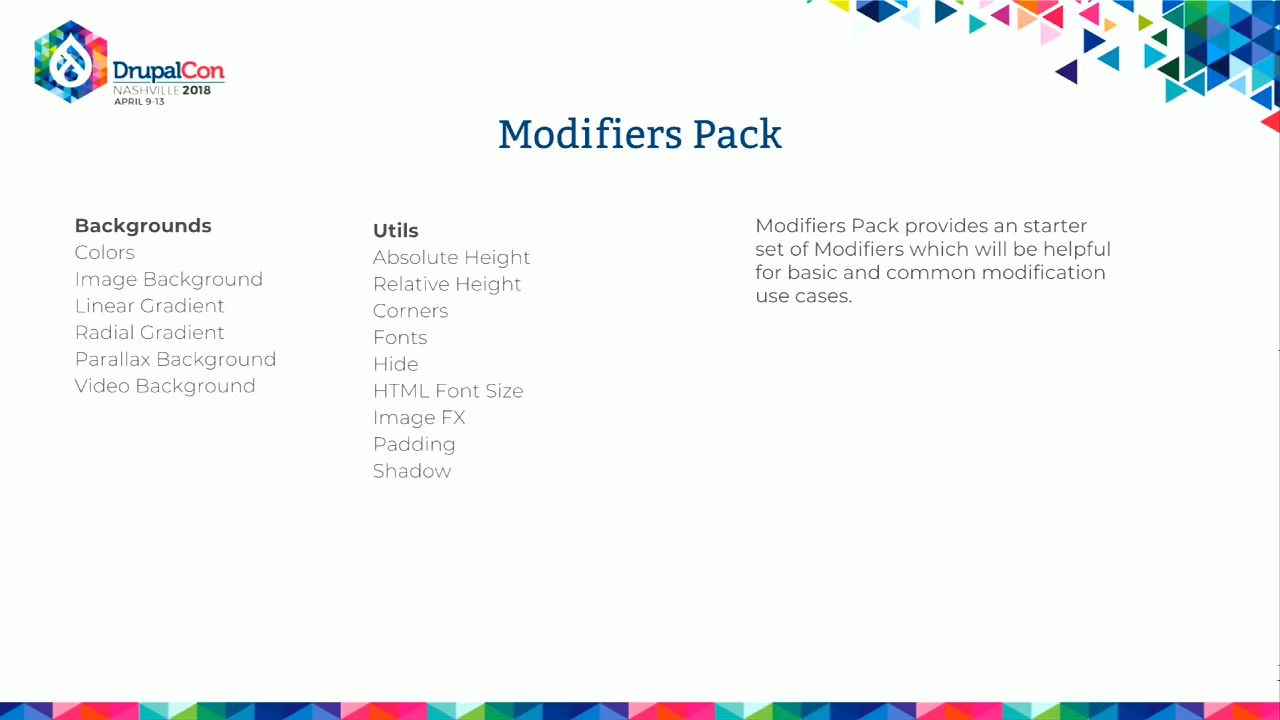 DrupalCon
NASHVILLE 2018
APRIL 9-13
Modifiers Pack
Backgrounds
Colors
Image Background
Linear Gradient
Radial Gradient
Parallax Background
Video Background
Utils
Absolute Height
Relative Height
Corners
Fonts
Hide
HTML Font Size
Image FX
Padding
Shadow
Modifiers Pack provides an starter
set of Modifiers which will be helpful
for basic and common modification
use cases.